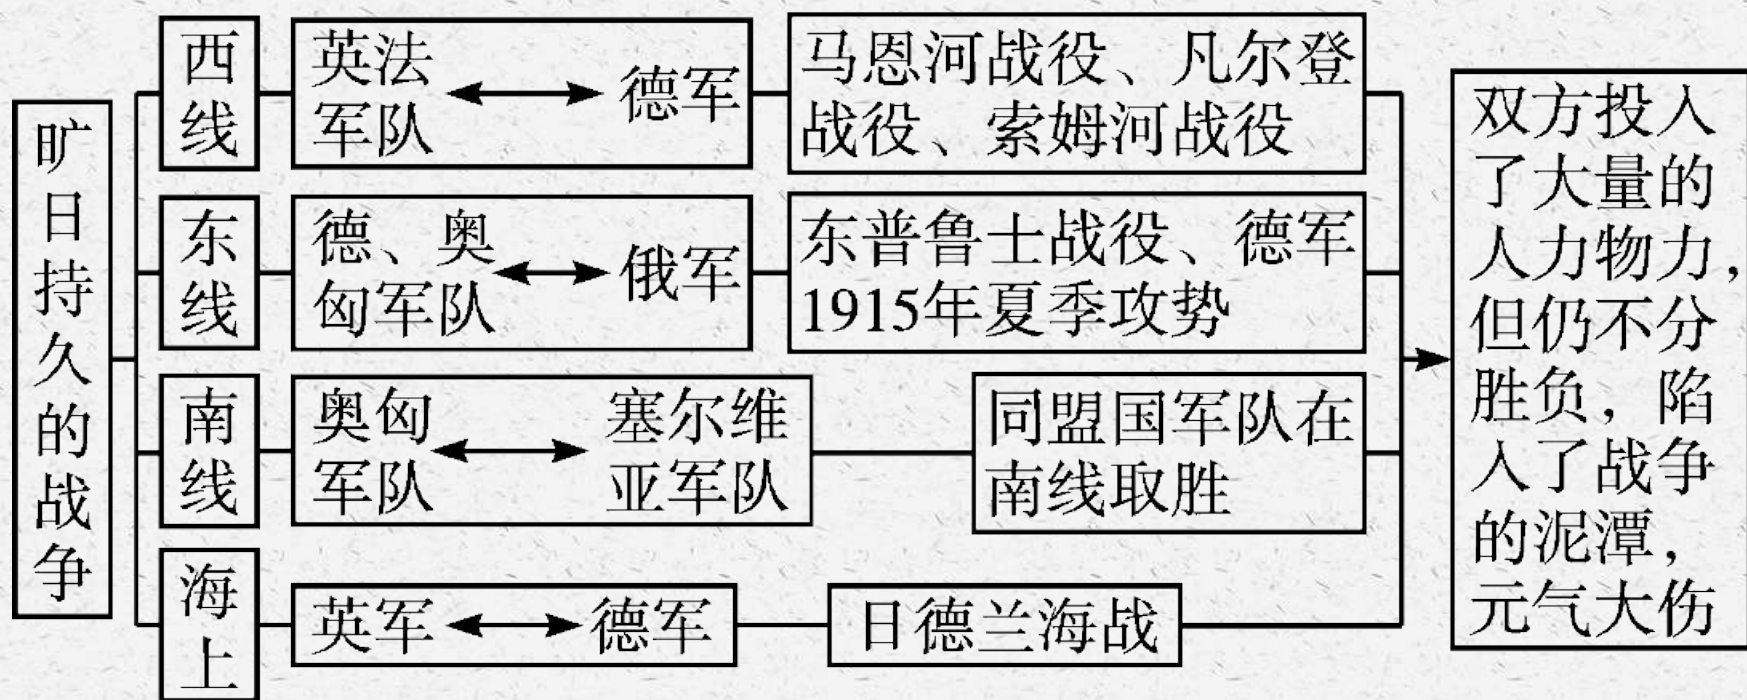 旷日持久的战争
西线
英法
军队
德军
马恩河战役、凡尔登
战役、索姆河战役
东线
德、奥
匈军队
俄军
东普鲁士战役、德军
1915年夏季攻势
南线
奥匈
军队
塞尔维
亚军队
同盟国军队在
南线取胜
海上
英军
德军
日德兰海战
双方投入
了大量的
人力物力，
但仍不分
胜负，陷
入了战争
的泥潭，
元气大伤